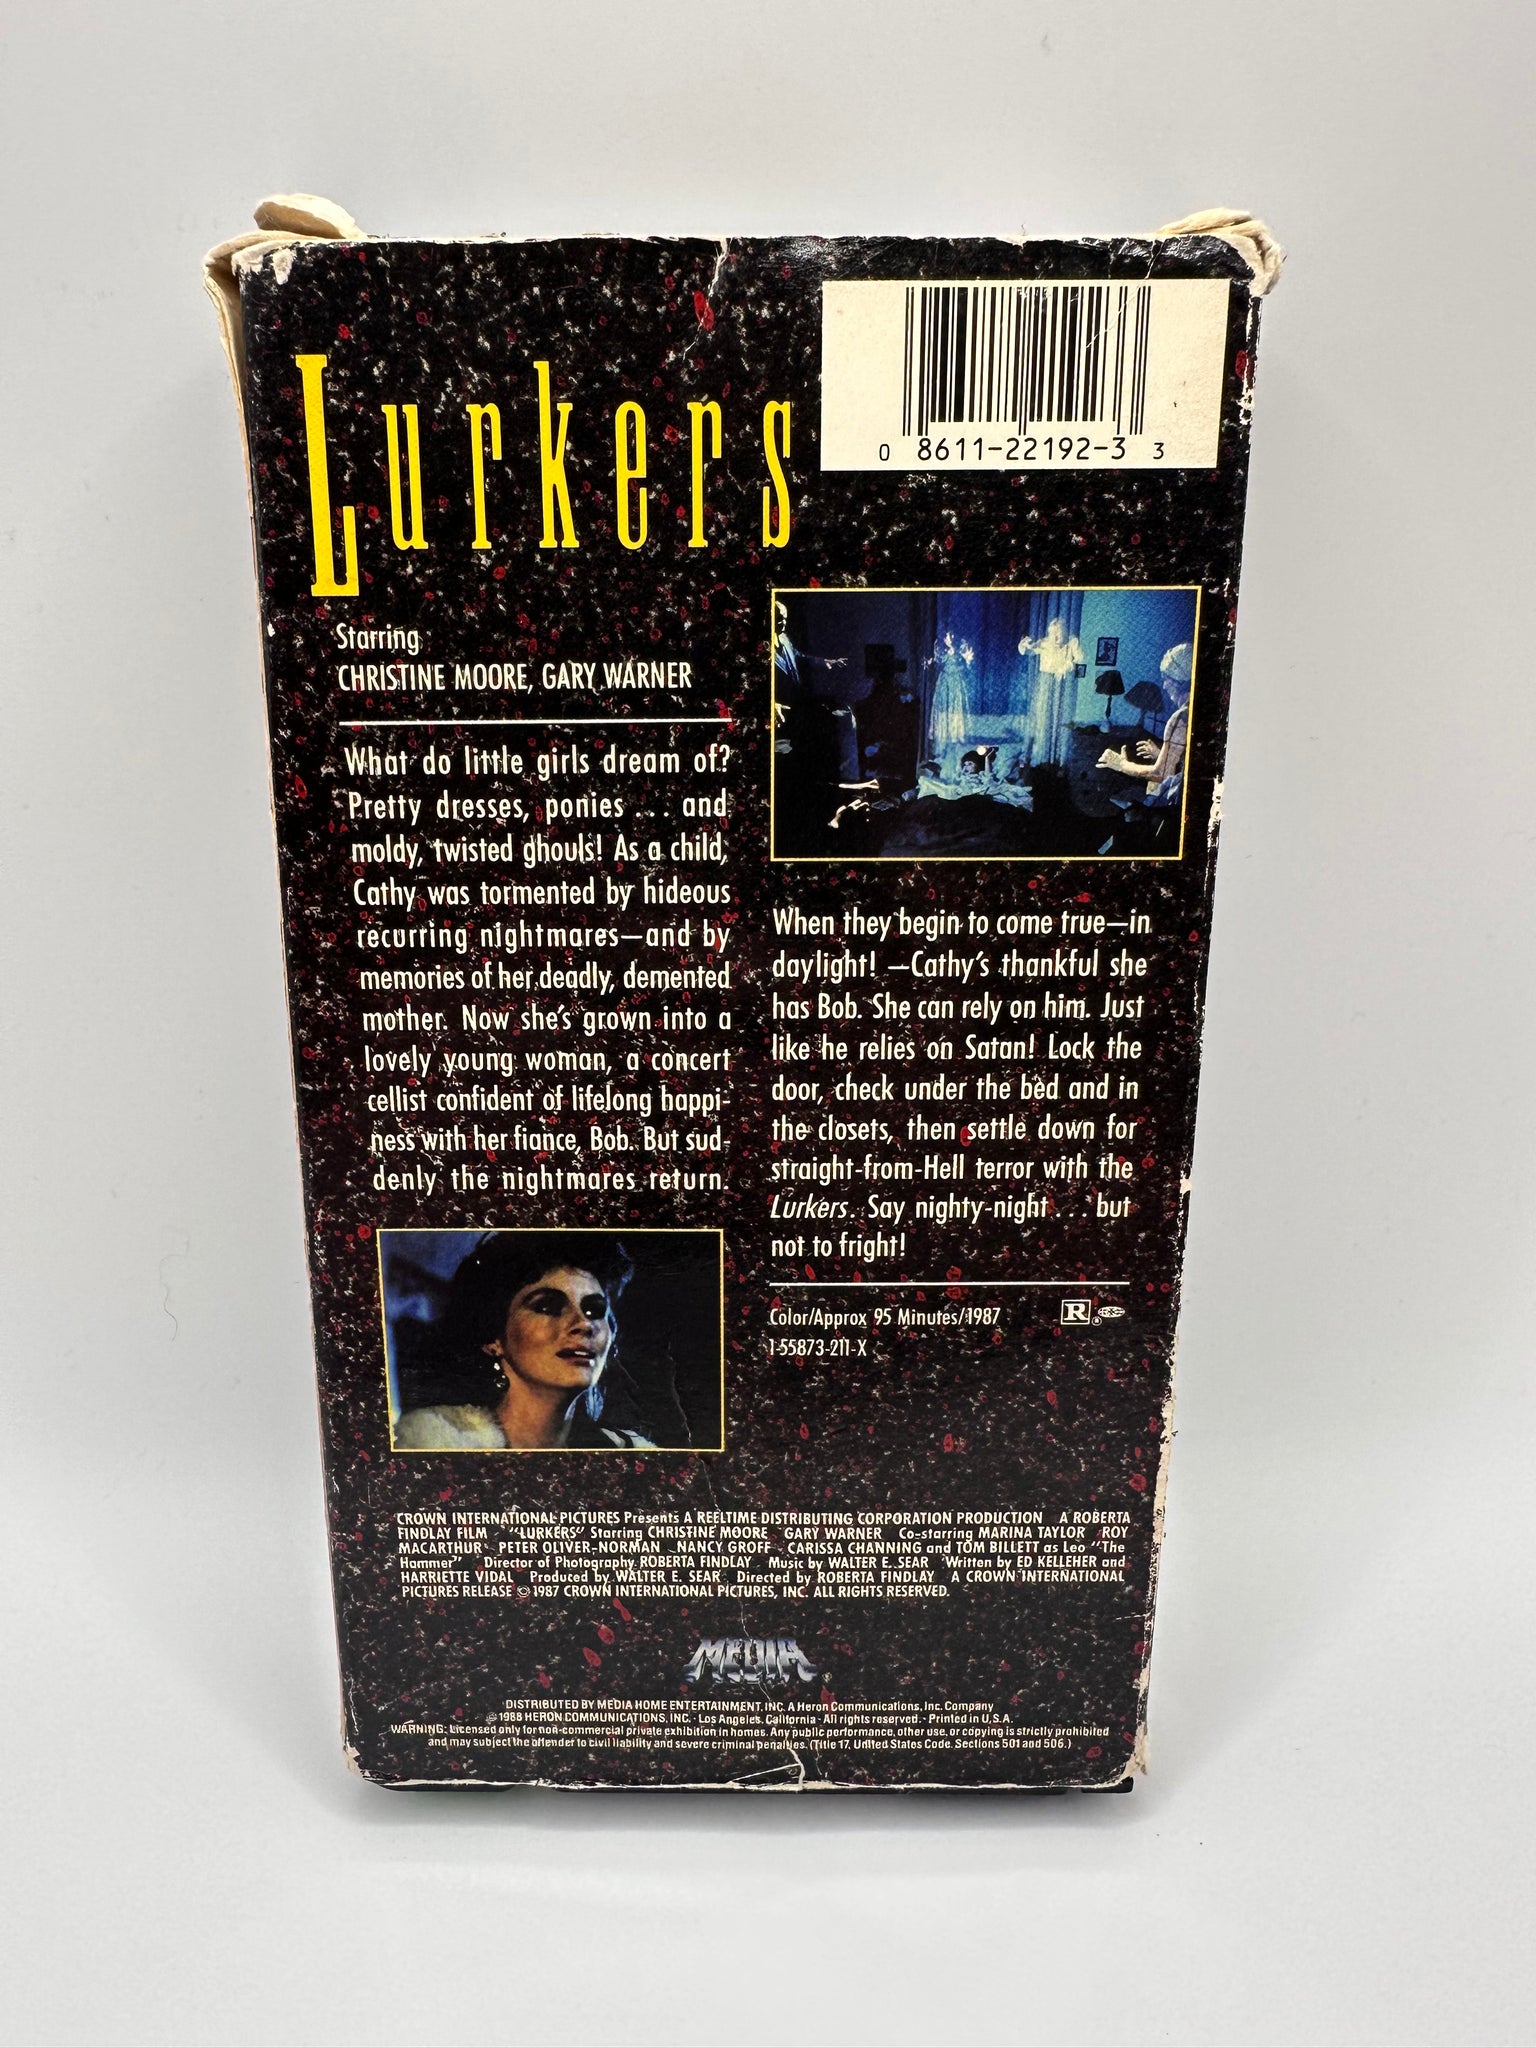 0 8611-22192-3 3
Lurkers
Starring
CHRISTINE MOORE, GARY WARNER
What do little girls dream of?
Pretty dresses, ponies . . . and
moldy, twisted ghouls! As a child,
Cathy was tormented by hideous
recurring nightmares—and by
memories of her deadly, demented
mother. Now she's grown into a
lovely young woman, a concert
cellist confident of lifelong happi-
ness with her fiance, Bob. But sud-
denly the nightmares return.
When they begin to come true—in
daylight! —Cathy's thankful she
has Bob. She can rely on him. Just
like he relies on Satan! Lock the
door, check under the bed and in
the closets, then settle down for
straight-from-Hell terror with the
Lurkers. Say nighty-night . . . but
not to fright!
Color/Approx 95 Minutes/1987 R
1-55873-211-X
CROWN INTERNATIONAL PICTURES Presents A REELTIME DISTRIBUTING CORPORATION PRODUCTION A ROBERTA
FINDLAY FILM "LURKERS" Starring CHRISTINE MOORE GARY WARNER Co-starring MARINA TAYLOR ROY
MACARTHUR PETER OLIVER-NORMAN NANCY GROFF CARISSA CHANNING and TOM BILLETT as Leo "The
Hammer" Director of Photography ROBERTA FINDLAY Music by WALTER E. SEAR Written by ED KELLEHER and
HARRIETTE VIDAL Produced by WALTER E. SEAR Directed by ROBERTA FINDLAY A CROWN INTERNATIONAL
PICTURES RELEASE © 1987 CROWN INTERNATIONAL PICTURES, INC. ALL RIGHTS RESERVED.
MEDIA
DISTRIBUTED BY MEDIA HOME ENTERTAINMENT, INC. A Heron Communications, Inc. Company
© 1988 HERON COMMUNICATIONS, INC. · Los Angeles, California · All rights reserved. · Printed in U.S.A.
WARNING: Licensed only for non-commercial private exhibition in homes. Any public performance, other use, or copying is strictly prohibited
and may subject the offender to civil liability and severe criminal penalties. (Title 17, United States Code, Sections 501 and 506.)